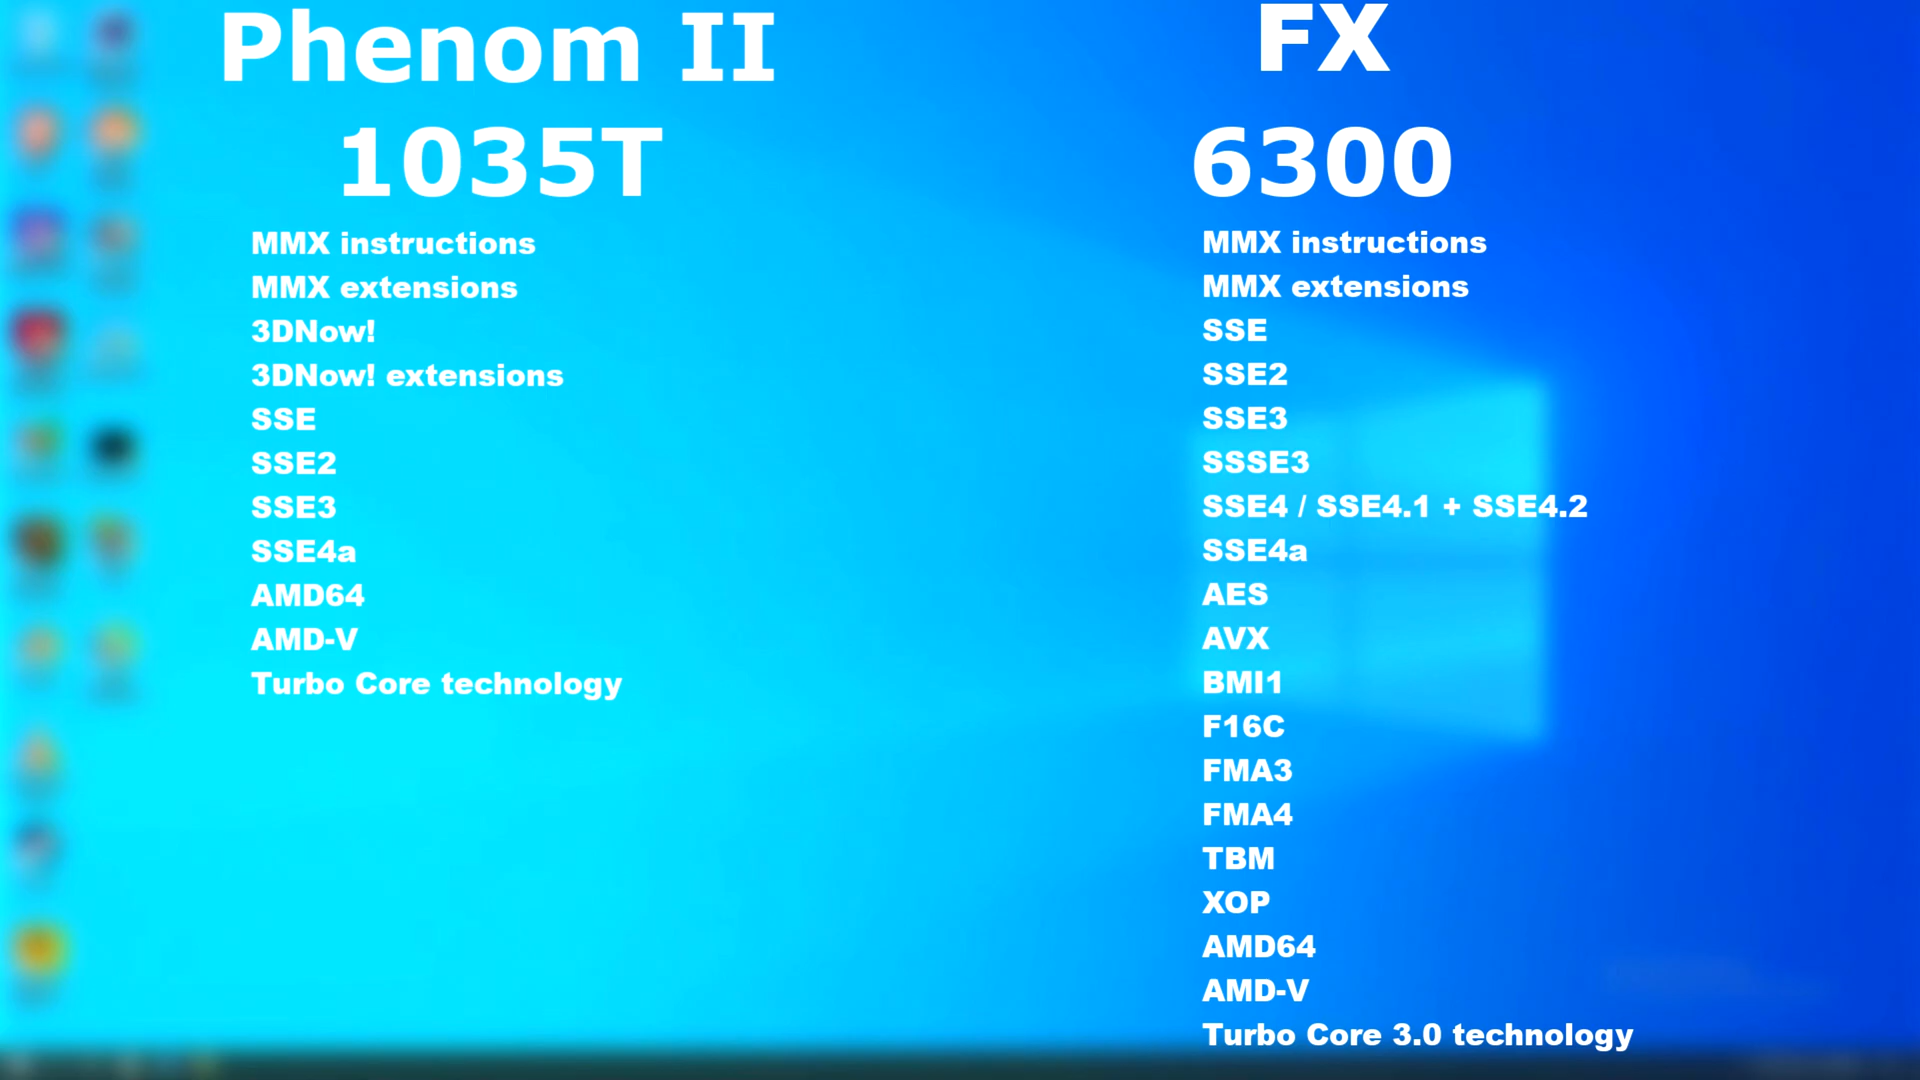 Phenom II
1035T
MMX instructions
MMX extensions
3DNow!
3DNow! extensions
SSE
SSE2
SSE3
SSE4a
AMD64
AMD-V
Turbo Core technology
FX
6300
MMX instructions
MMX extensions
SSE
SSE2
SSE3
SSSE3
SSE4 / SSE4.1 + SSE4.2
SSE4a
AES
AVX
BMI1
F16C
FMA3
FMA4
TBM
XOP
AMD64
AMD-V
Turbo Core 3.0 technology